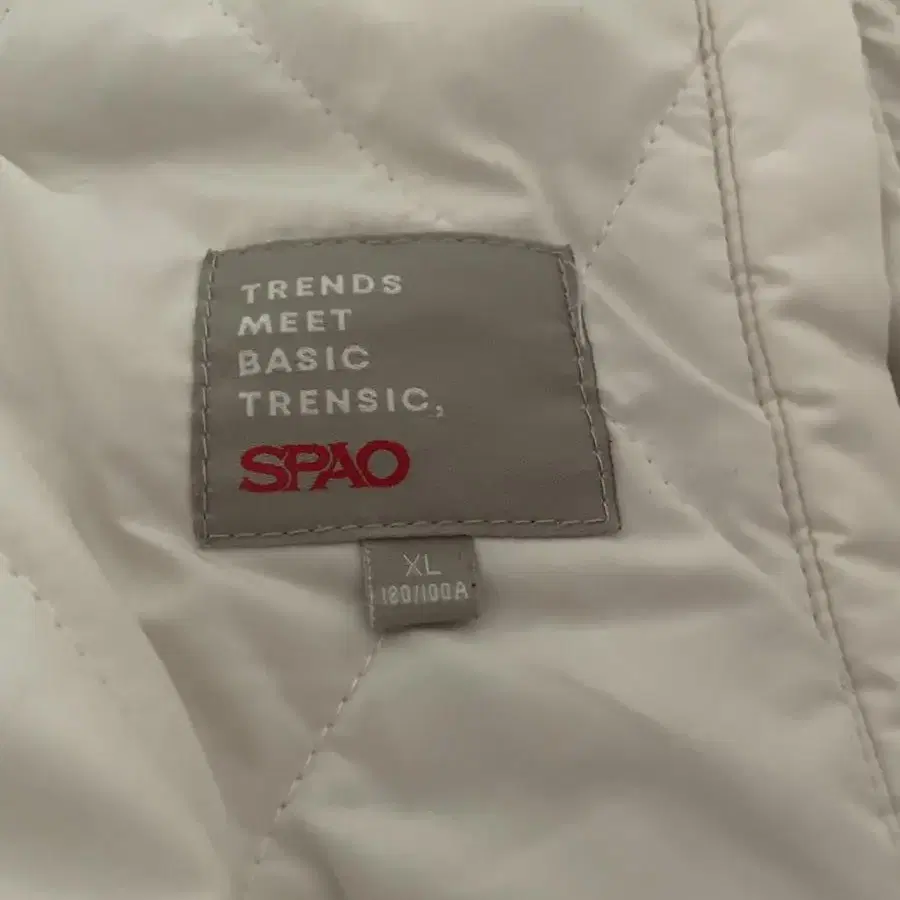 TRENDS
MEET
BASIC
TRENSIC,
SPAO
XL
180/100A